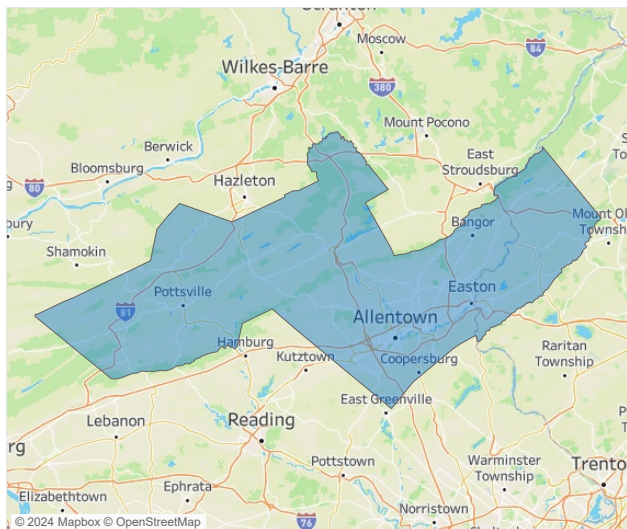 Scranton
Moscow
84
Wilkes-Barre
380
Mount Pocono
Berwick
East
Stroudsburg
80
Bloomsburg
Hazleton
Bangor
Mount Ol
Township
Shamokin
Pottsville
81
Easton
Allentown
Hamburg
Kutztown
Coopersburg
Raritan
Township
East Greenville
Lebanon
Reading
Pottstown
Warminster
Township
Trento
Ephrata
Elizabethtown
76
Norristown
© 2024 Mapbox © OpenStreetMap